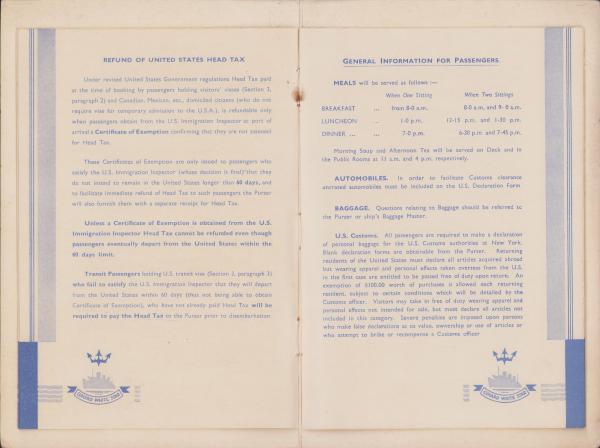 REFUND OF UNITED STATES HEAD TAX
Under revised United States Government regulations Head Tax paid
at the time of booking by passengers holding visitors' visas (Section 3,
paragraph 2) and Canadian, Mexican, etc., domiciled citizens (who do not
require visa for temporary admission to the U.S.A.), is refundable only
when passengers obtain from the U.S. Immigration Inspector at port of
arrival a Certificate of Exemption confirming that they are not assessed
for Head Tax.
These Certificates of Exemption are only issued to passengers who
satisfy the U.S. Immigration Inspector (whose decision is final) that they
do not intend to remain in the United States longer than 60 days, and
to facilitate immediate refund of Head Tax to such passengers the Purser
will also furnish them with a separate receipt for Head Tax.
Unless a Certificate of Exemption is obtained from the U.S.
Immigration Inspector Head Tax cannot be refunded even though
passengers eventually depart from the United States within the
60 days limit.
Transit Passengers holding U.S. transit visa (Section 3, paragraph 3)
who fail to satisfy the U.S. Immigration Inspector that they will depart
from the United States within 60 days (thus not being able to obtain
Certificate of Exemption), who have not already paid Head Tax will be
required to pay the Head Tax to the Purser prior to disembarkation.
CUNARD WHITE STAR
GENERAL INFORMATION FOR PASSENGERS
MEALS will be served as follows :—
When One Sitting When Two Sittings
BREAKFAST ... from 8-0 a.m. 8-0 a.m. and 9-0 a.m.
LUNCHEON ... 1-0 p.m. 12-15 p.m. and 1-30 p.m.
DINNER ... ... 7-0 p.m. 6-30 p.m. and 7-45 p.m.
Morning Soup and Afternoon Tea will be served on Deck and in
the Public Rooms at 11 a.m. and 4 p.m. respectively.
AUTOMOBILES. In order to facilitate Customs clearance
uncrated automobiles must be included on the U.S. Declaration Form
BAGGAGE. Questions relating to Baggage should be referred to
the Purser or ship's Baggage Master.
U.S. Customs. All passengers are required to make a declaration
of personal baggage for the U.S. Customs authorities at New York.
Blank declaration forms are obtainable from the Purser. Returning
residents of the United States must declare all articles acquired abroad
but wearing apparel and personal effects taken overseas from the U.S.
in the first case are entitled to be passed free of duty upon return. An
exemption of $100.00 worth of purchases is allowed each returning
resident, subject to certain conditions which will be detailed by the
Customs officer. Visitors may take in free of duty wearing apparel and
personal effects not intended for sale, but must declare all articles not
included in this category. Severe penalties are imposed upon persons
who make false declarations as to value, ownership or use of articles or
who attempt to bribe or recompense a Customs officer
CUNARD WHITE STAR